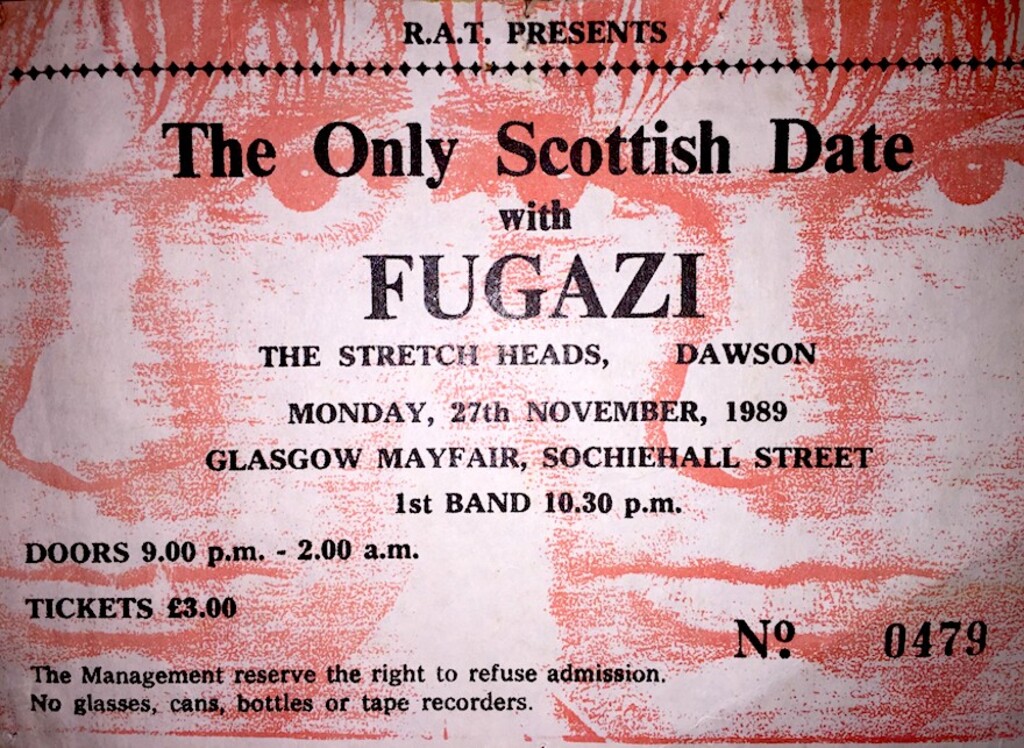 R.A.T. PRESENTS
The Only Scottish Date
with
FUGAZI
THE STRETCH HEADS, DAWSON
MONDAY, 27th NOVEMBER, 1989
GLASGOW MAYFAIR, SOCHIEHALL STREET
1st BAND 10.30 p.m.
DOORS 9.00 p.m. - 2.00 a.m.
TICKETS £3.00
Nº. 0479
The Management reserve the right to refuse admission.
No glasses, cans, bottles or tape recorders.